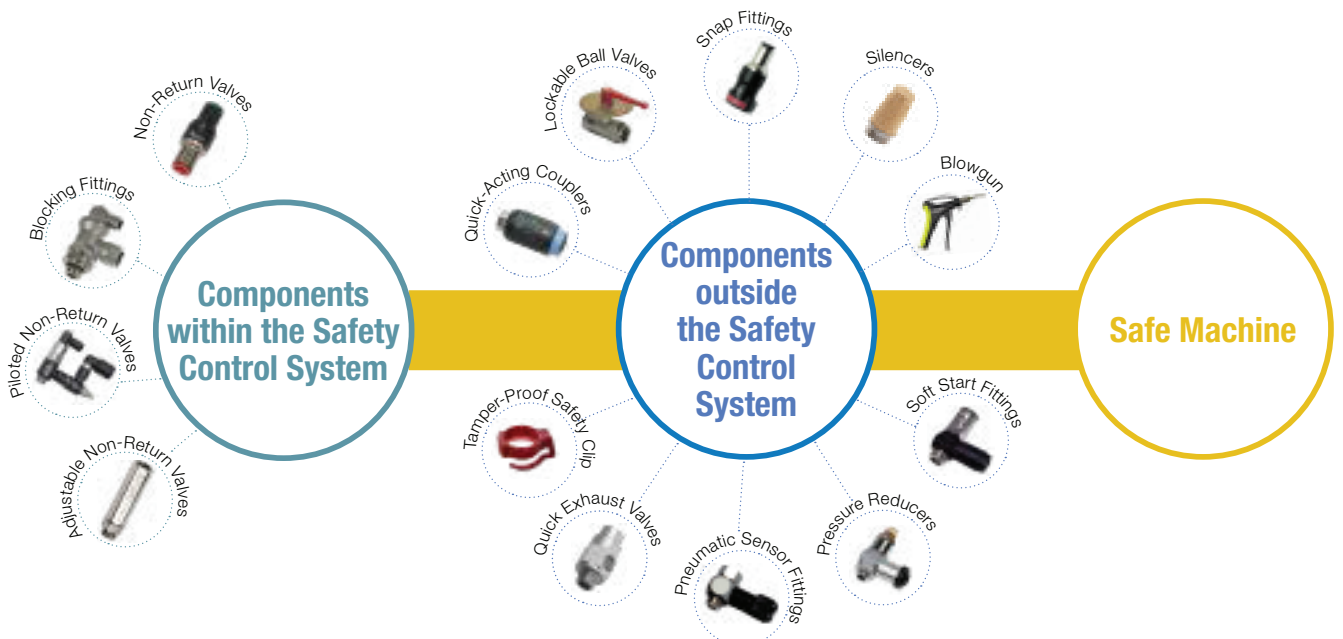 Non-Return Valves
Blocking Fittings
Piloted Non-Return Valves
Adjustable Non-Return Valves
Components
within the Safety
Control System
Snap Fittings
Lockable Ball Valves
Silencers
Quick-Acting Couplers
Blowgun
Components
outside
the Safety
Control
System
Tamper-Proof Safety Clip
Soft Start Fittings
Quick Exhaust Valves
Pneumatic Sensor Fittings
Pressure Reducers
Safe Machine